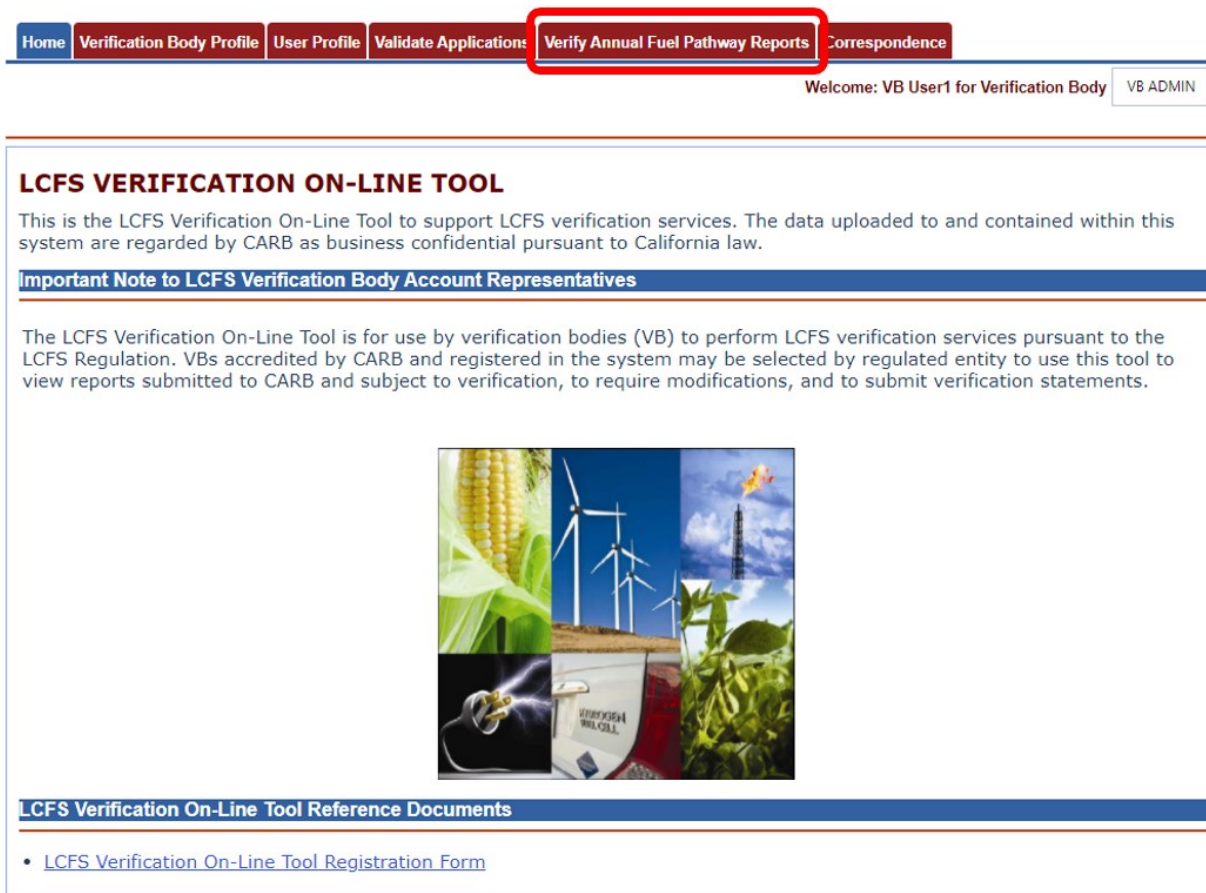 Home Verification Body Profile User Profile Validate Applications Verify Annual Fuel Pathway Reports Correspondence
Welcome: VB User1 for Verification Body VB ADMIN
LCFS VERIFICATION ON-LINE TOOL
This is the LCFS Verification On-Line Tool to support LCFS verification services. The data uploaded to and contained within this
system are regarded by CARB as business confidential pursuant to California law.
Important Note to LCFS Verification Body Account Representatives
The LCFS Verification On-Line Tool is for use by verification bodies (VB) to perform LCFS verification services pursuant to the
LCFS Regulation. VBs accredited by CARB and registered in the system may be selected by regulated entity to use this tool to
view reports submitted to CARB and subject to verification, to require modifications, and to submit verification statements.
HYDROGEN
FUEL CELL
LCFS Verification On-Line Tool Reference Documents
• LCFS Verification On-Line Tool Registration Form